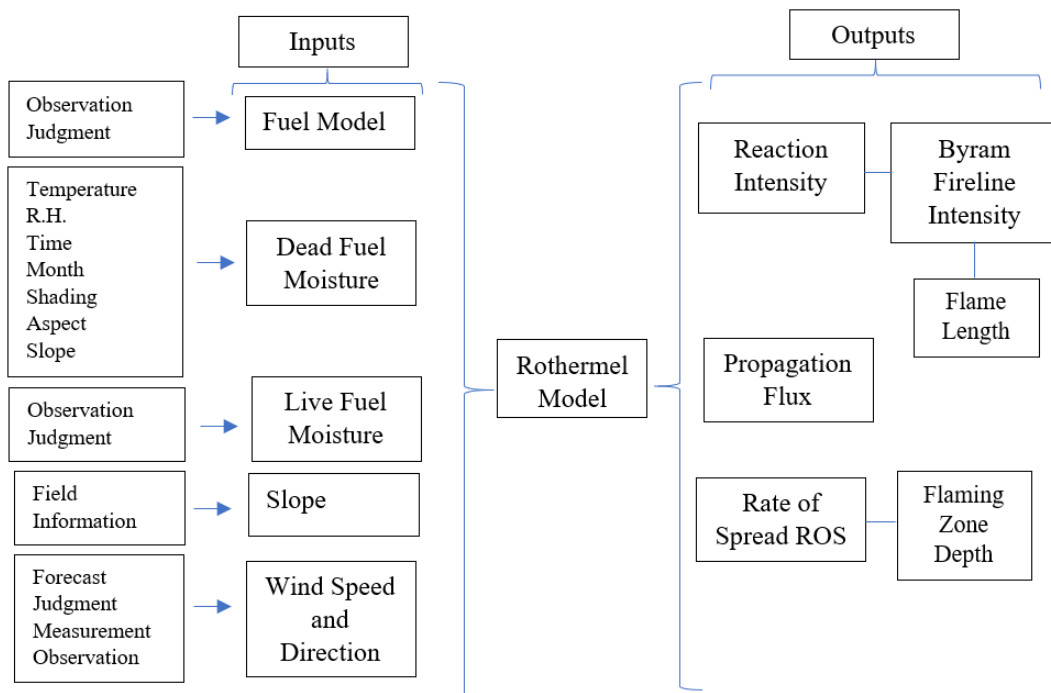 Inputs
Observation
Judgment
Fuel Model
Temperature
R.H.
Time
Month
Shading
Aspect
Slope
Dead Fuel
Moisture
Observation
Judgment
Live Fuel
Moisture
Field
Information
Slope
Forecast
Judgment
Measurement
Observation
Wind Speed
and
Direction
Rothermel
Model
Outputs
Reaction
Intensity
Byram
Fireline
Intensity
Flame
Length
Propagation
Flux
Rate of
Spread ROS
Flaming
Zone
Depth